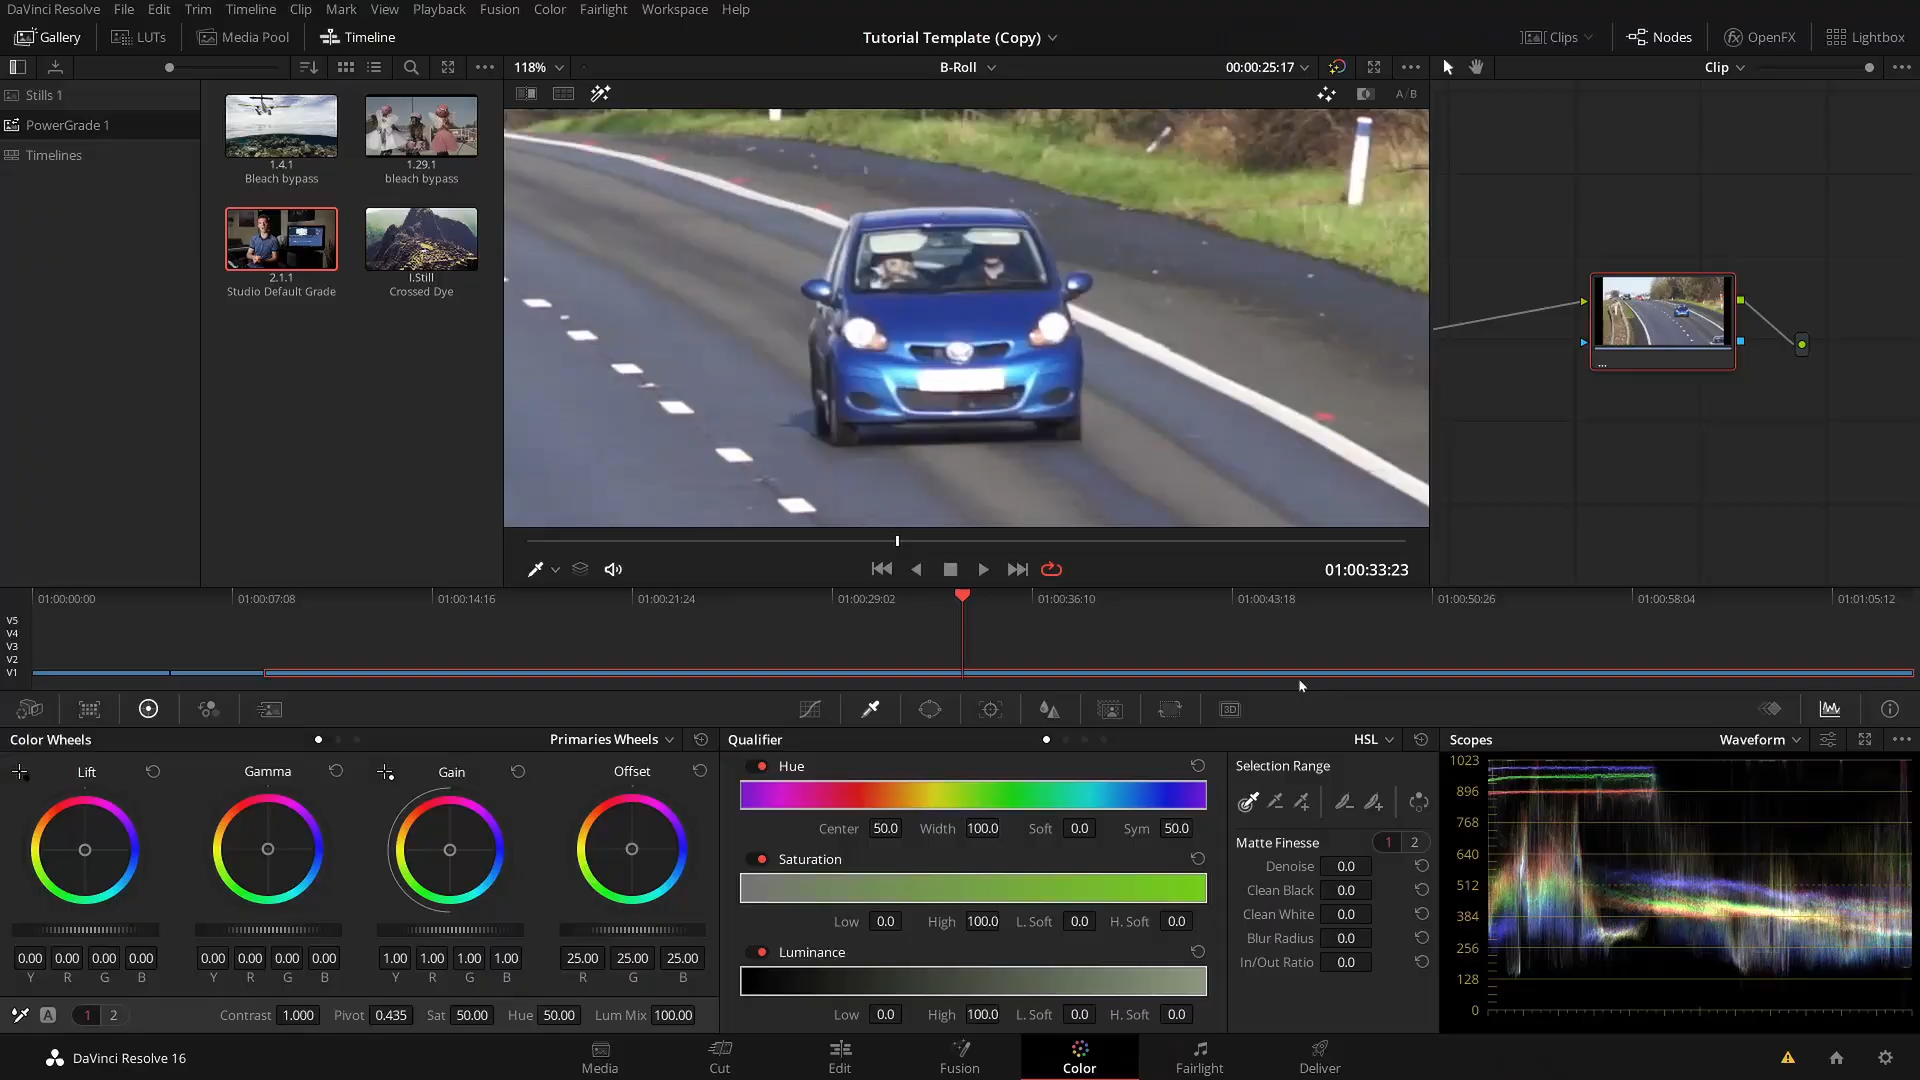 DaVinci Resolve File Edit Trim Timeline Clip Mark View Playback Fusion Color Fairlight Workspace Help
Gallery LUTs Media Pool Timeline Tutorial Template (Copy) Clips Nodes OpenFX Lightbox
118% B-Roll 00:00:25:17 Clip
A/B
Stills 1
PowerGrade 1
Timelines
1.4.1 1.29.1
Bleach bypass bleach bypass
2.1.1 I.Still
Studio Default Grade Crossed Dye
...
01:00:33:23
01:00:00:00 01:00:07:08 01:00:14:16 01:00:21:24 01:00:29:02 01:00:36:10 01:00:43:18 01:00:50:26 01:00:58:04 01:01:05:12
V5
V4
V3
V2
V1
3D
Color Wheels Primaries Wheels Qualifier HSL Scopes Waveform
Lift Gamma Gain Offset
Hue
Center 50.0 Width 100.0 Soft 0.0 Sym 50.0
Saturation
Low 0.0 High 100.0 L. Soft 0.0 H. Soft 0.0
Luminance
Low 0.0 High 100.0 L. Soft 0.0 H. Soft 0.0
0.00 0.00 0.00 0.00 0.00 0.00 0.00 0.00 1.00 1.00 1.00 1.00 25.00 25.00 25.00
Y R G B Y R G B Y R G B R G B
A 1 2 Contrast 1.000 Pivot 0.435 Sat 50.00 Hue 50.00 Lum Mix 100.00
Selection Range
Matte Finesse 1 2
Denoise 0.0
Clean Black 0.0
Clean White 0.0
Blur Radius 0.0
In/Out Ratio 0.0
1023
896
768
640
512
384
256
128
0
DaVinci Resolve 16 Media Cut Edit Fusion Color Fairlight Deliver